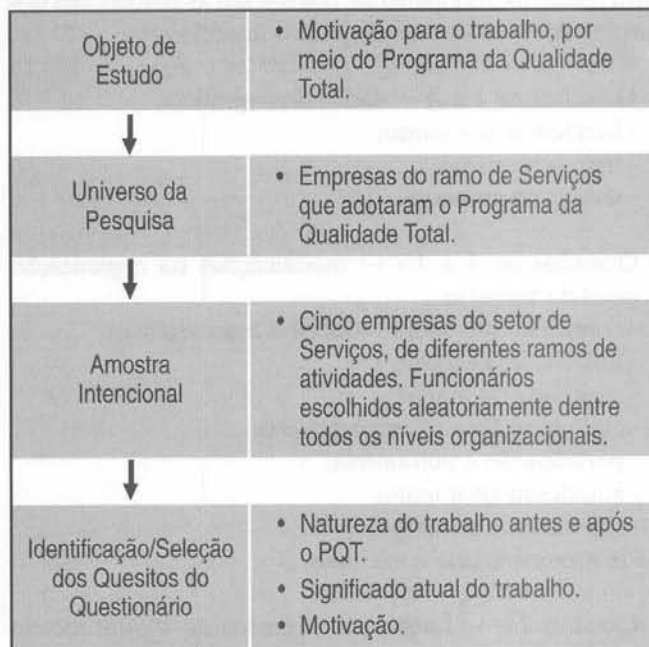 Objeto de
Estudo
• Motivação para o trabalho, por
meio do Programa da Qualidade
Total.
Universo da
Pesquisa
• Empresas do ramo de Serviços
que adotaram o Programa da
Qualidade Total.
Amostra
Intencional
• Cinco empresas do setor de
Serviços, de diferentes ramos de
atividades. Funcionários
escolhidos aleatoriamente dentre
todos os níveis organizacionais.
Identificação/Seleção
dos Quesitos do
Questionário
• Natureza do trabalho antes e após
o PQT.
• Significado atual do trabalho.
• Motivação.